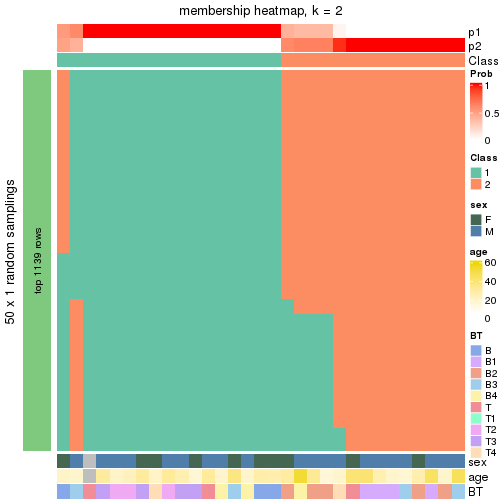 membership heatmap, k = 2
p1
p2
Class
50 x 1 random samplings
top 1139 rows
Prob
1
0.5
0
Class
1
2
sex
F
M
age
60
40
20
0
BT
B
B1
B2
B3
B4
T
T1
T2
T3
T4
sex
age
BT